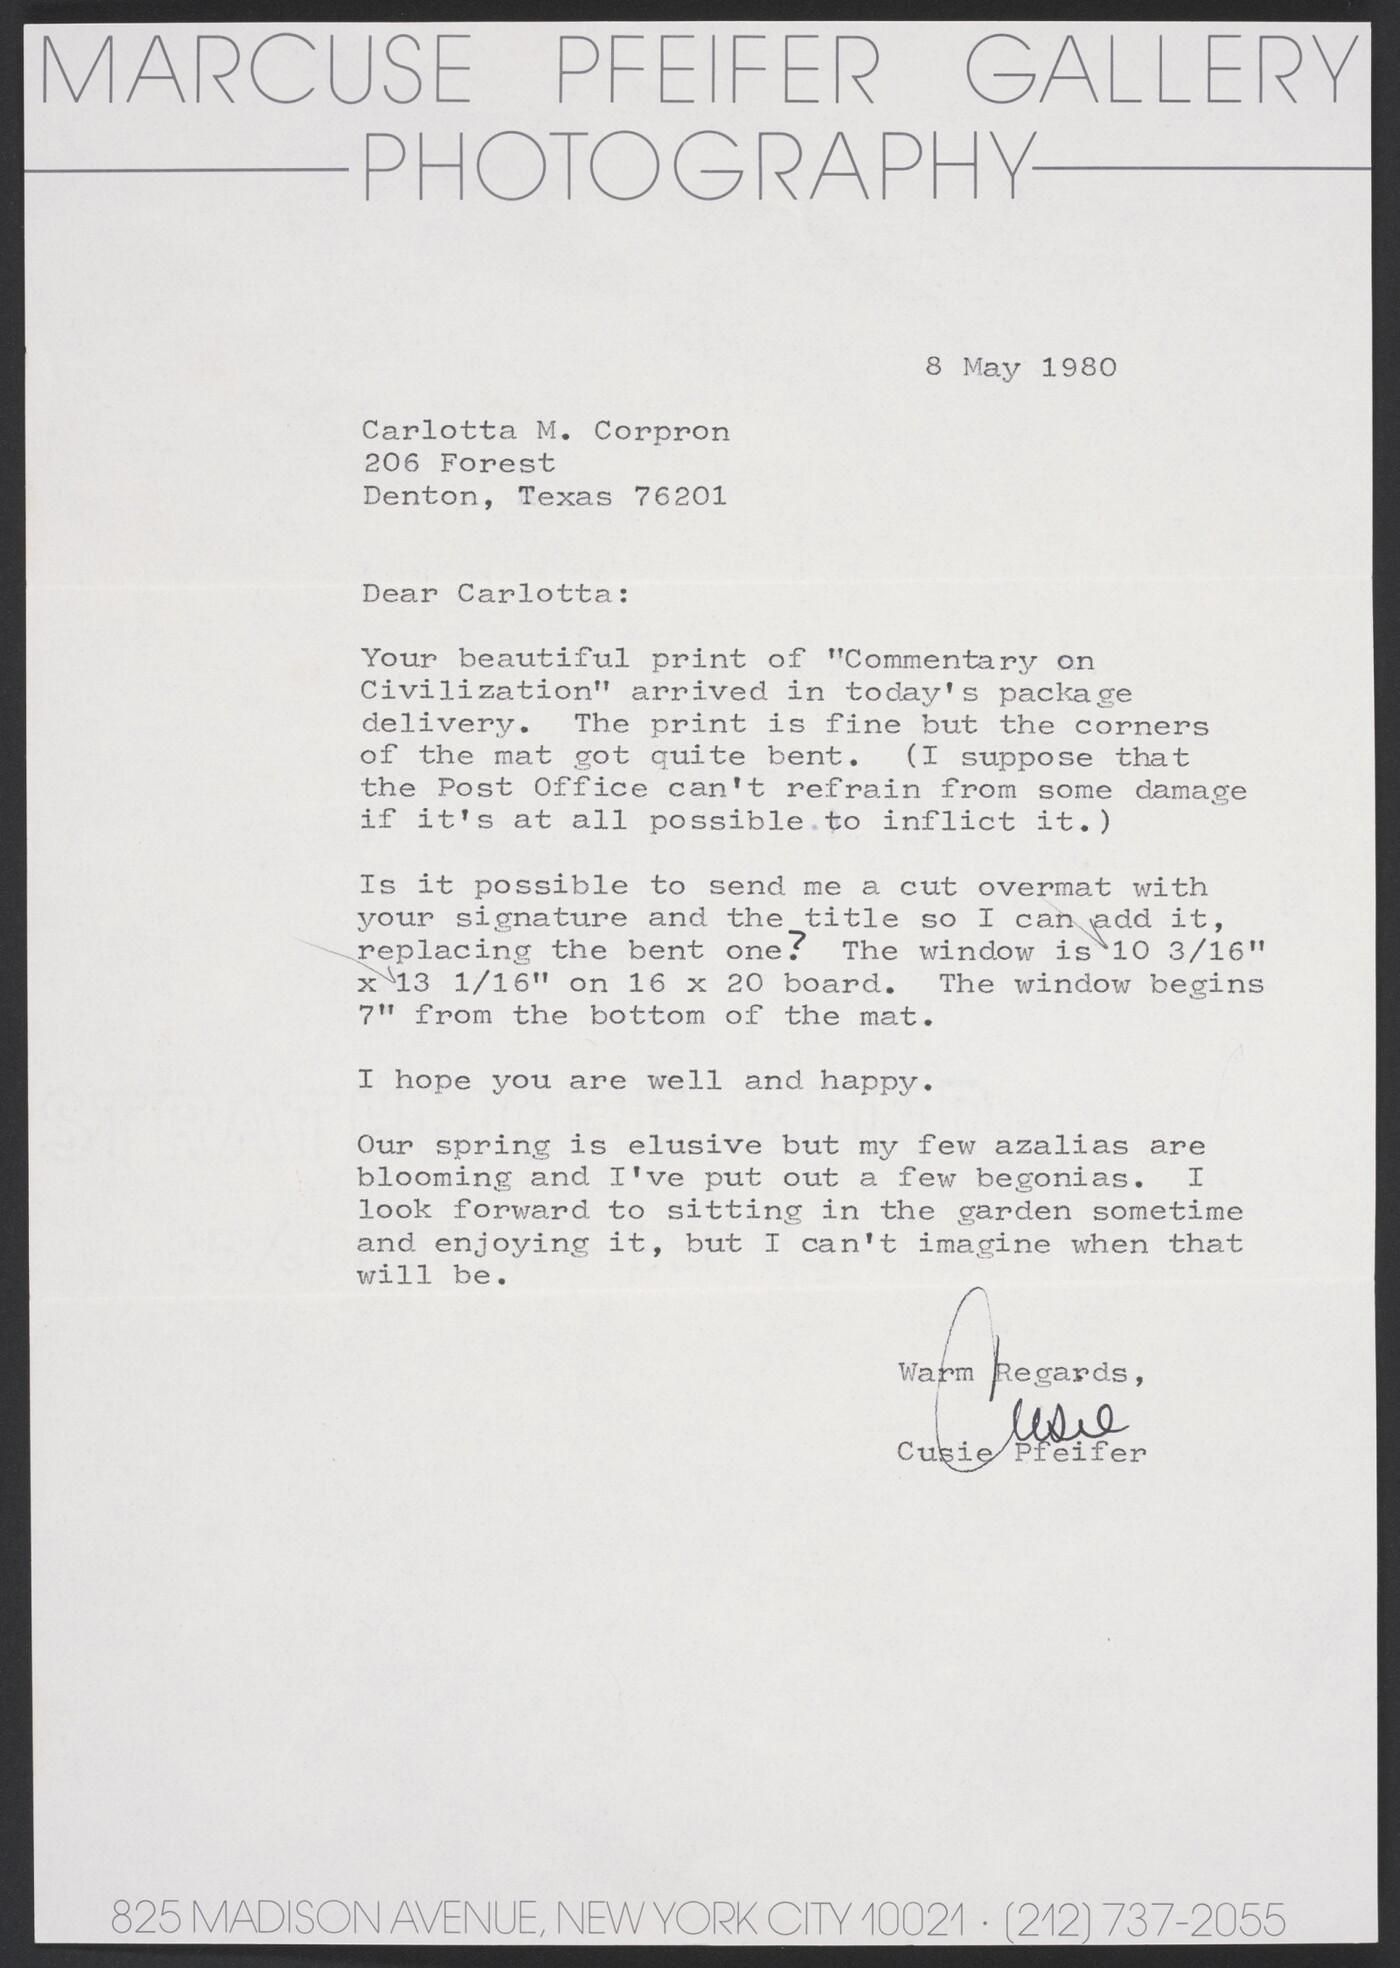 MARCUSE PFEIFER GALLERY
PHOTOGRAPHY
8 May 1980
Carlotta M. Corpron
206 Forest
Denton, Texas 76201
Dear Carlotta:
Your beautiful print of "Commentary on
Civilization" arrived in today's package
delivery. The print is fine but the corners
of the mat got quite bent. (I suppose that
the Post Office can't refrain from some damage
if it's at all possible to inflict it.)
Is it possible to send me a cut overmat with
your signature and the title so I can add it,
replacing the bent one? The window is 10 3/16"
x 13 1/16" on 16 x 20 board. The window begins
7" from the bottom of the mat.
I hope you are well and happy.
Our spring is elusive but my few azalias are
blooming and I've put out a few begonias. I
look forward to sitting in the garden sometime
and enjoying it, but I can't imagine when that
will be.
Warm Regards,
Cusie
Cusie Pfeifer
825 MADISON AVENUE, NEW YORK CITY 10021 · (212) 737-2055